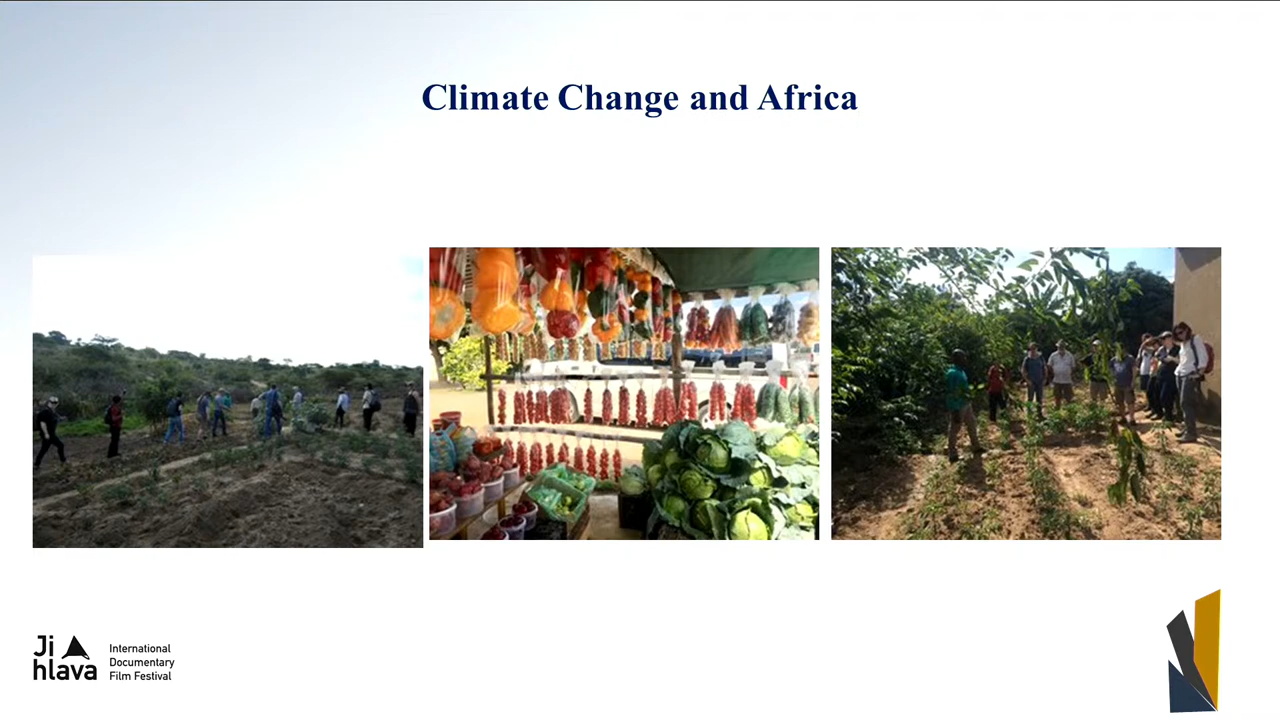 Climate Change and Africa
Ji
hlava
International
Documentary
Film Festival